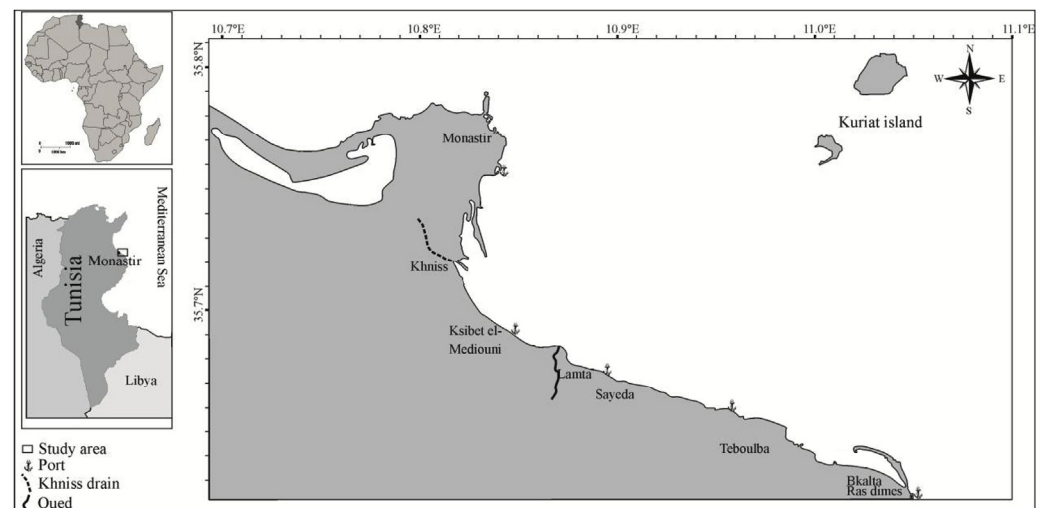 10.7°E 10.8°E 10.9°E 11.0°E 11.1°E
35.8°N
35.7°N
N
W E
S
Kuriat island
Monastir
Khniss
Ksibet el-
Mediouni
Lamta
Sayeda
Teboulba
Bkalta
Ras dimes
Mediterranean Sea
Algeria
Tunisia
Monastir
Libya
Study area
Port
Khniss drain
Oued